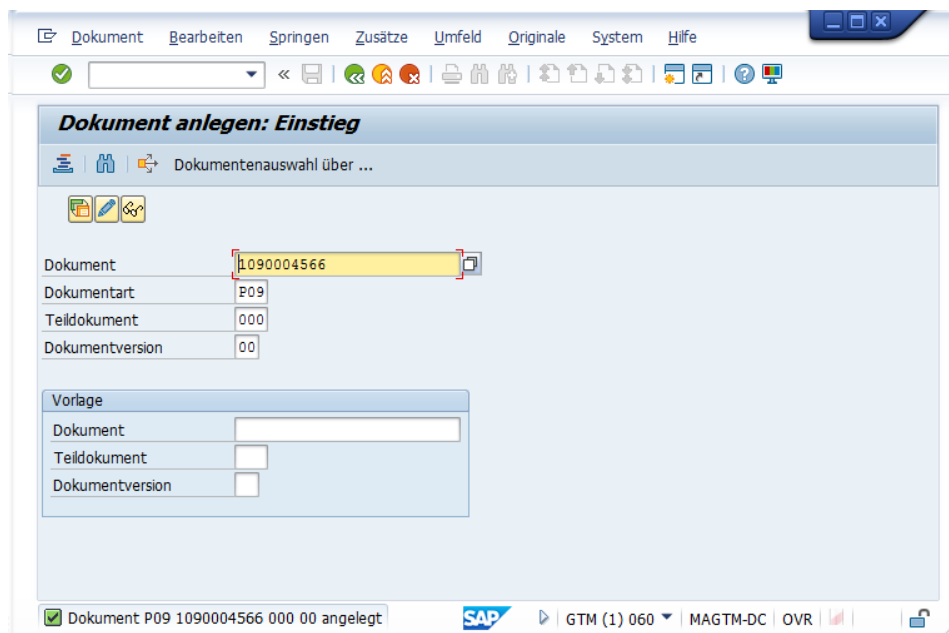 Dokument Bearbeiten Springen Zusätze Umfeld Originale System Hilfe
Dokument anlegen: Einstieg
Dokumentenauswahl über ...
Dokument 1090004566
Dokumentart P09
Teildokument 000
Dokumentversion 00
Vorlage
Dokument
Teildokument
Dokumentversion
Dokument P09 1090004566 000 00 angelegt SAP GTM (1) 060 MAGTM-DC OVR